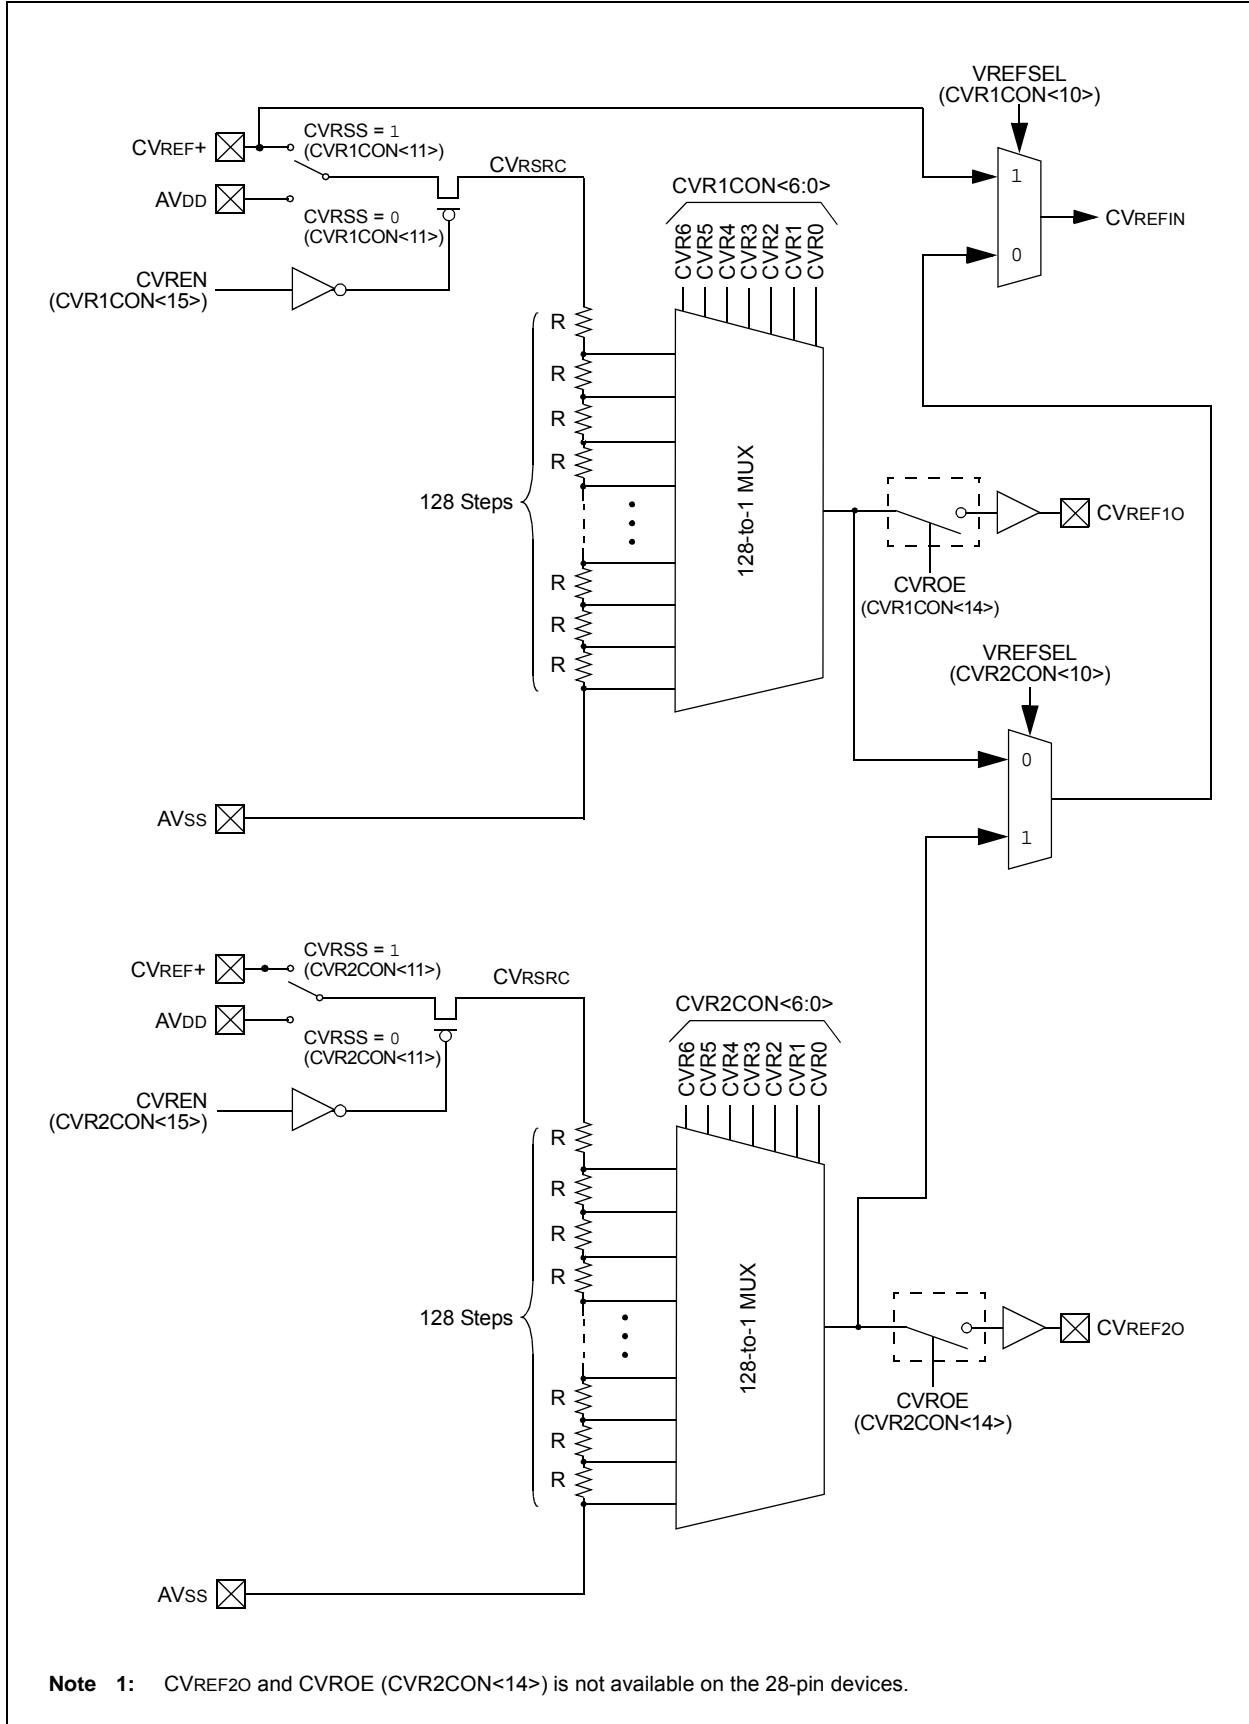 VREFSEL
(CVR1CON<10>)
CVREF+
CVRSS = 1
(CVR1CON<11>)
CVRSRC
AVDD
CVRSS = 0
(CVR1CON<11>)
CVREN
(CVR1CON<15>)
CVR1CON<6:0>
CVR6
CVR5
CVR4
CVR3
CVR2
CVR1
CVR0
1
0
CVREFIN
R
R
R
R
128 Steps
R
R
R
128-to-1 MUX
CVREF1O
CVROE
(CVR1CON<14>)
VREFSEL
(CVR2CON<10>)
0
1
AVSS
CVREF+
CVRSS = 1
(CVR2CON<11>)
CVRSRC
AVDD
CVRSS = 0
(CVR2CON<11>)
CVREN
(CVR2CON<15>)
CVR2CON<6:0>
CVR6
CVR5
CVR4
CVR3
CVR2
CVR1
CVR0
R
R
R
R
128 Steps
R
R
R
128-to-1 MUX
CVREF2O
CVROE
(CVR2CON<14>)
AVSS
Note 1: CVREF2O and CVROE (CVR2CON<14>) is not available on the 28-pin devices.